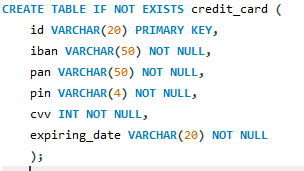 CREATE TABLE IF NOT EXISTS credit_card (
id VARCHAR(20) PRIMARY KEY,
iban VARCHAR(50) NOT NULL,
pan VARCHAR(50) NOT NULL,
pin VARCHAR(4) NOT NULL,
cvv INT NOT NULL,
expiring_date VARCHAR(20) NOT NULL
);